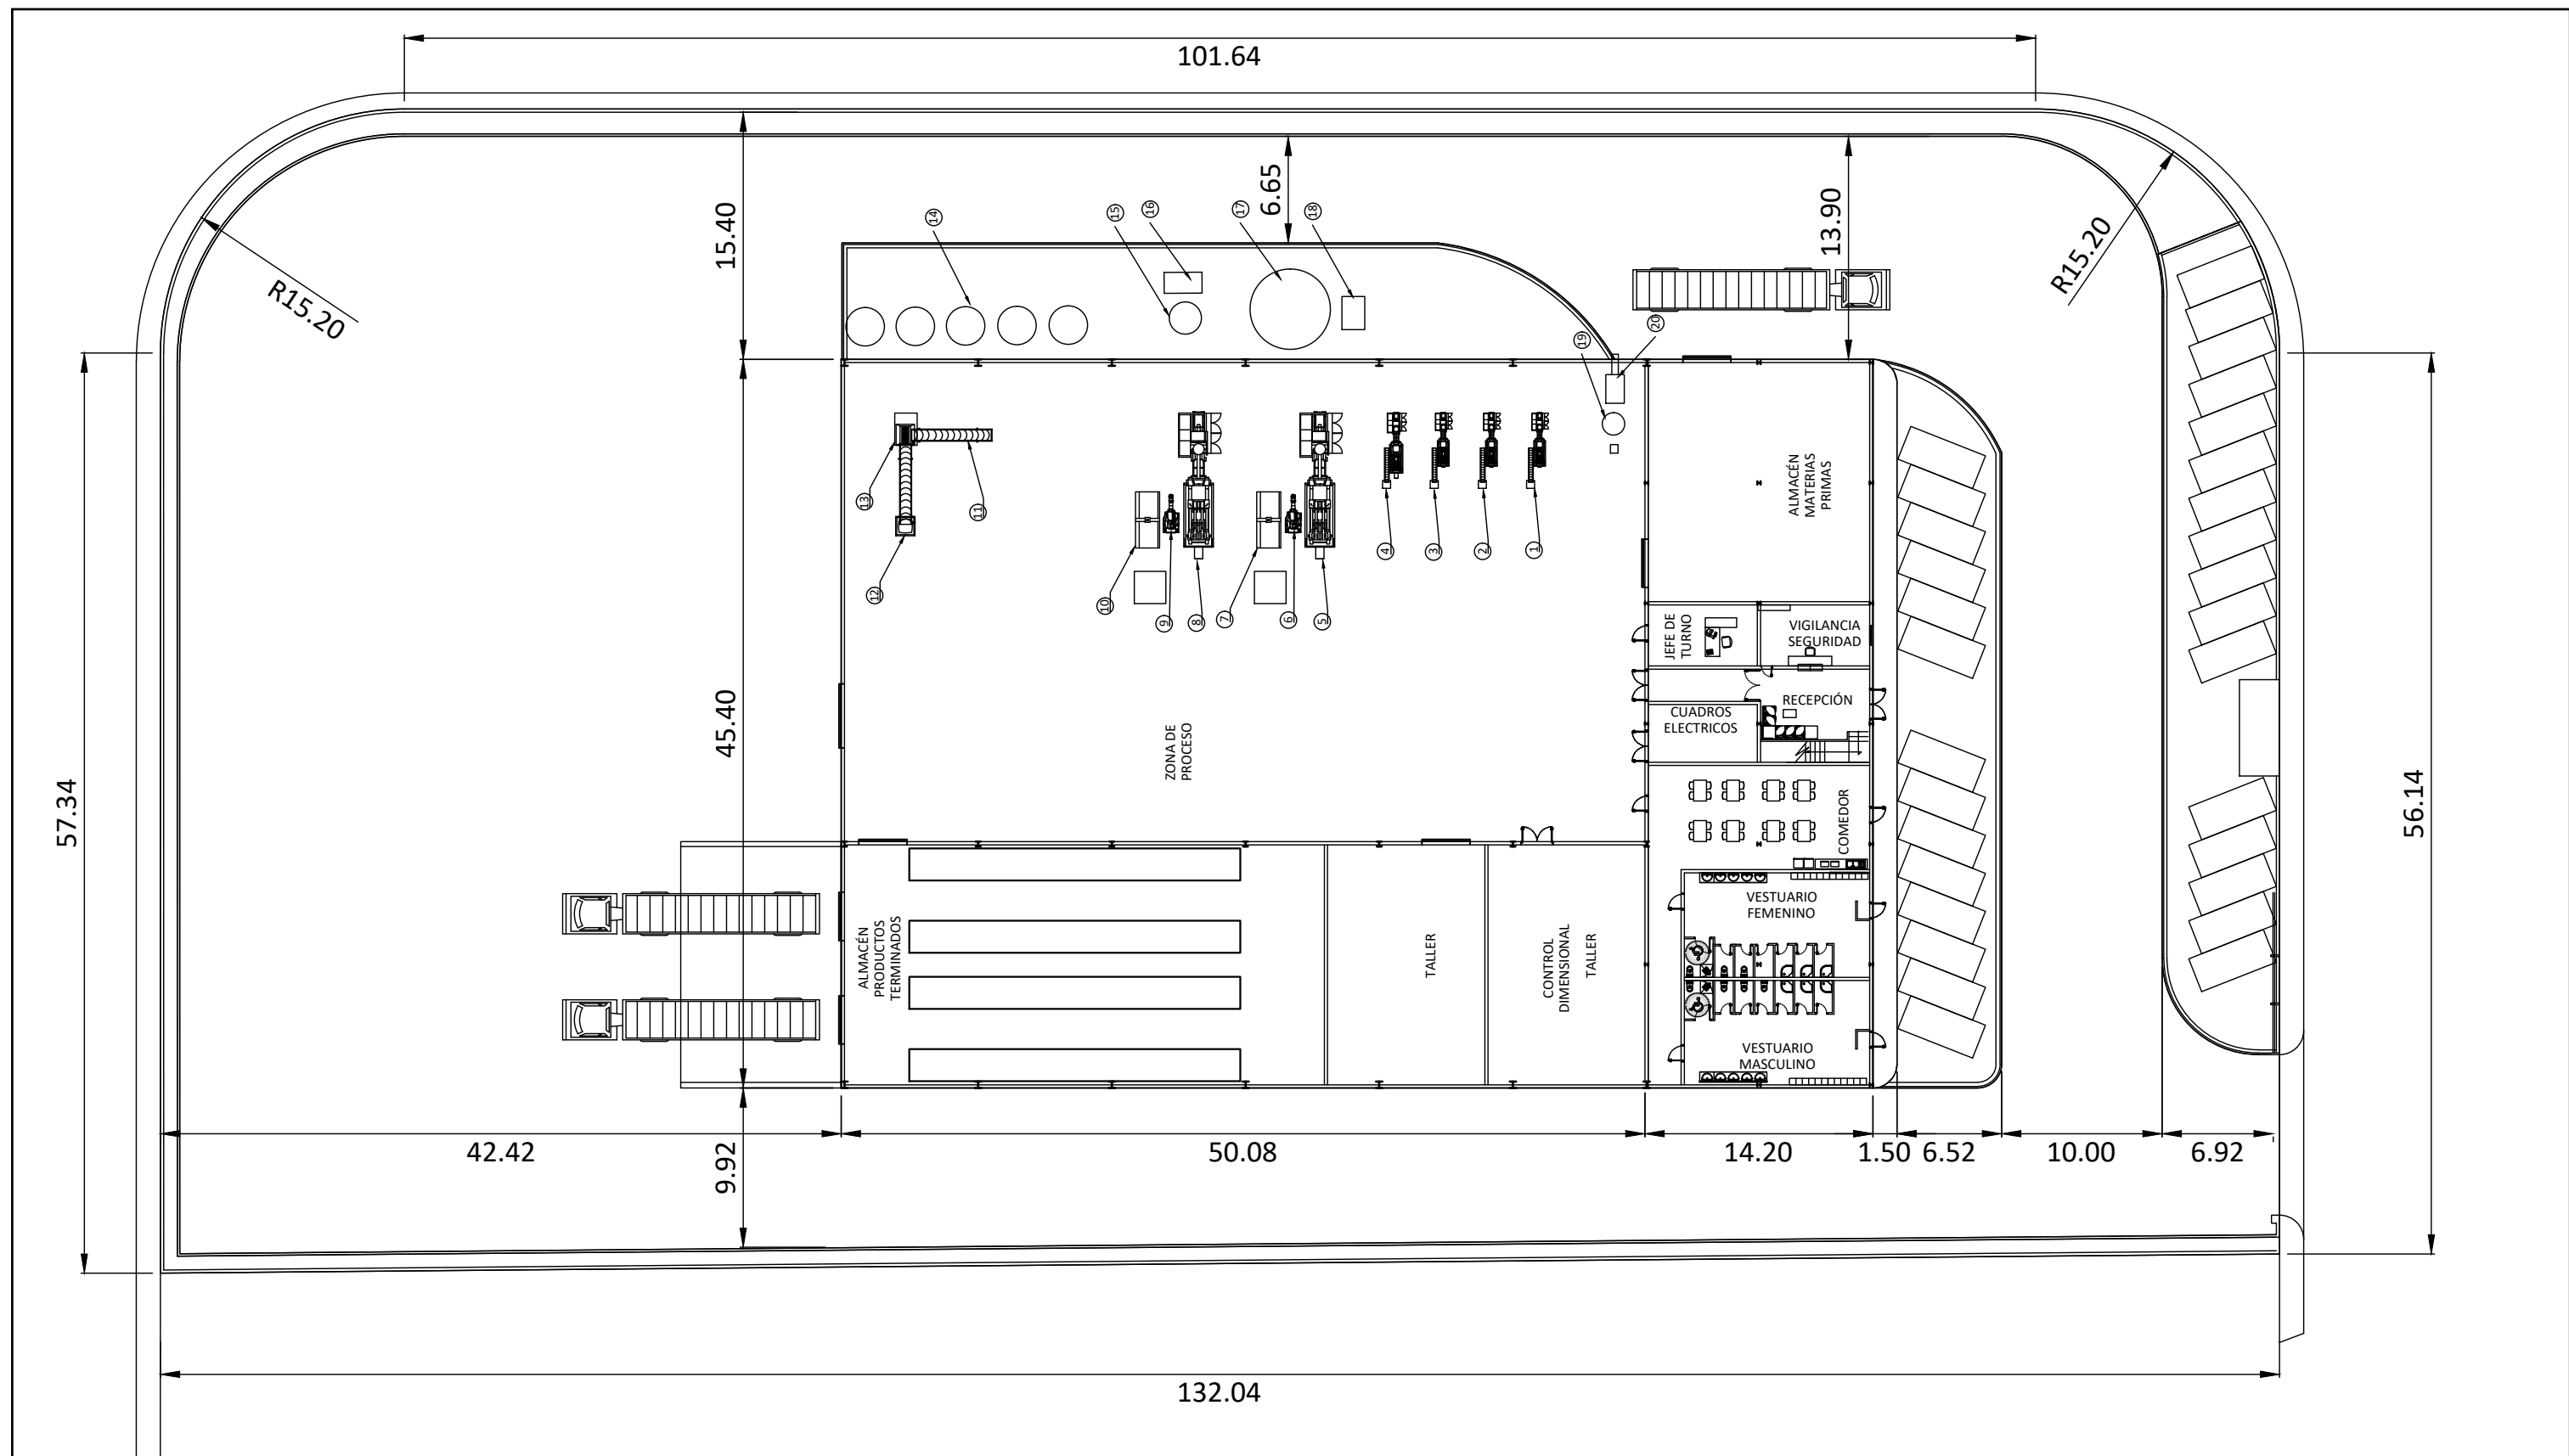 101.64
15.40
6.65
13.90
R15.20
R15.20
14
15
16
17
18
19
20
13
11
12
10
9
8
7
6
5
4
3
2
1
ALMACÉN
MATERIAS
PRIMAS
JEFE DE
TURNO
VIGILANCIA
SEGURIDAD
RECEPCIÓN
CUADROS
ELECTRICOS
ZONA DE
PROCESO
COMEDOR
45.40
57.34
56.14
VESTUARIO
FEMENINO
ALMACÉN
PRODUCTOS
TERMINADOS
TALLER
CONTROL
DIMENSIONAL
TALLER
VESTUARIO
MASCULINO
9.92
42.42
50.08
14.20
1.50
6.52
10.00
6.92
132.04